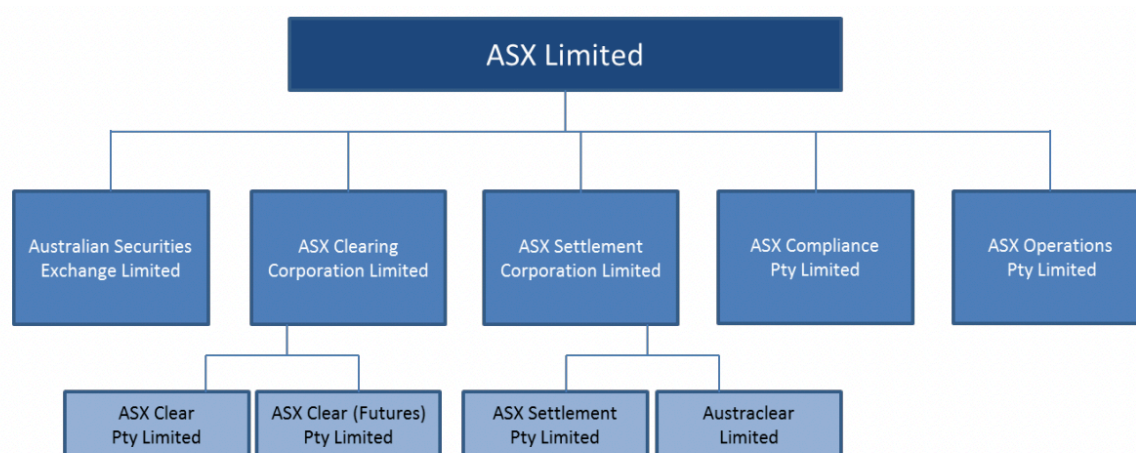 ASX Limited
Australian Securities
Exchange Limited
ASX Clearing
Corporation Limited
ASX Settlement
Corporation Limited
ASX Compliance
Pty Limited
ASX Operations
Pty Limited
ASX Clear
Pty Limited
ASX Clear (Futures)
Pty Limited
ASX Settlement
Pty Limited
Austraclear
Limited